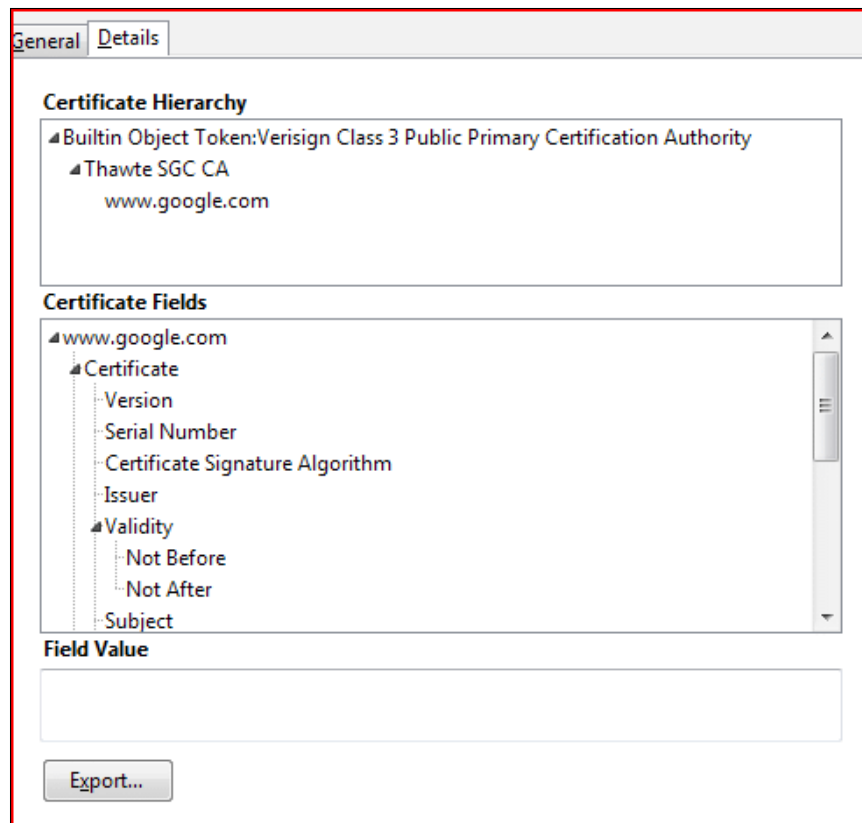 General Details
Certificate Hierarchy
Builtin Object Token:Verisign Class 3 Public Primary Certification Authority
Thawte SGC CA
www.google.com
Certificate Fields
www.google.com
Certificate
Version
Serial Number
Certificate Signature Algorithm
Issuer
Validity
Not Before
Not After
Subject
Field Value
Export...